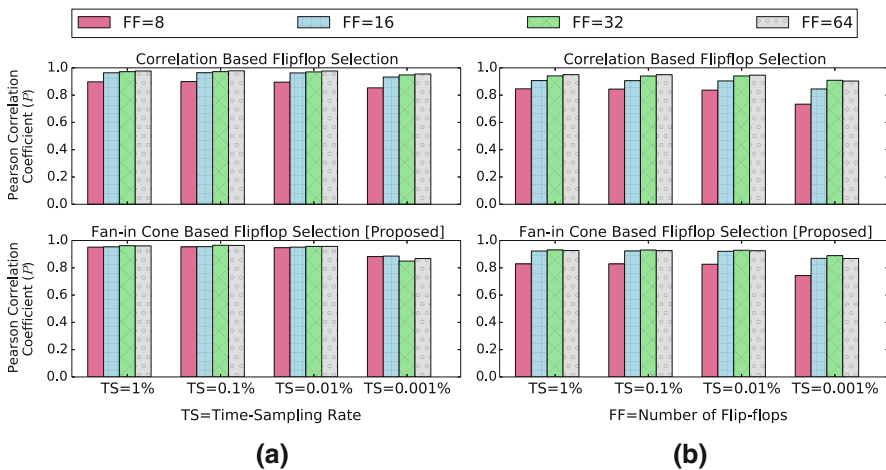 FF=8 FF=16 FF=32 FF=64
Correlation Based Flipflop Selection
Pearson Correlation
Coefficient (P)
1.0
0.8
0.6
0.4
0.2
0.0
Fan-in Cone Based Flipflop Selection [Proposed]
Pearson Correlation
Coefficient (P)
1.0
0.8
0.6
0.4
0.2
0.0
TS=1% TS=0.1% TS=0.01% TS=0.001%
TS=Time-Sampling Rate
(a)
Correlation Based Flipflop Selection
1.0
0.8
0.6
0.4
0.2
0.0
Fan-in Cone Based Flipflop Selection [Proposed]
1.0
0.8
0.6
0.4
0.2
0.0
TS=1% TS=0.1% TS=0.01% TS=0.001%
FF=Number of Flip-flops
(b)